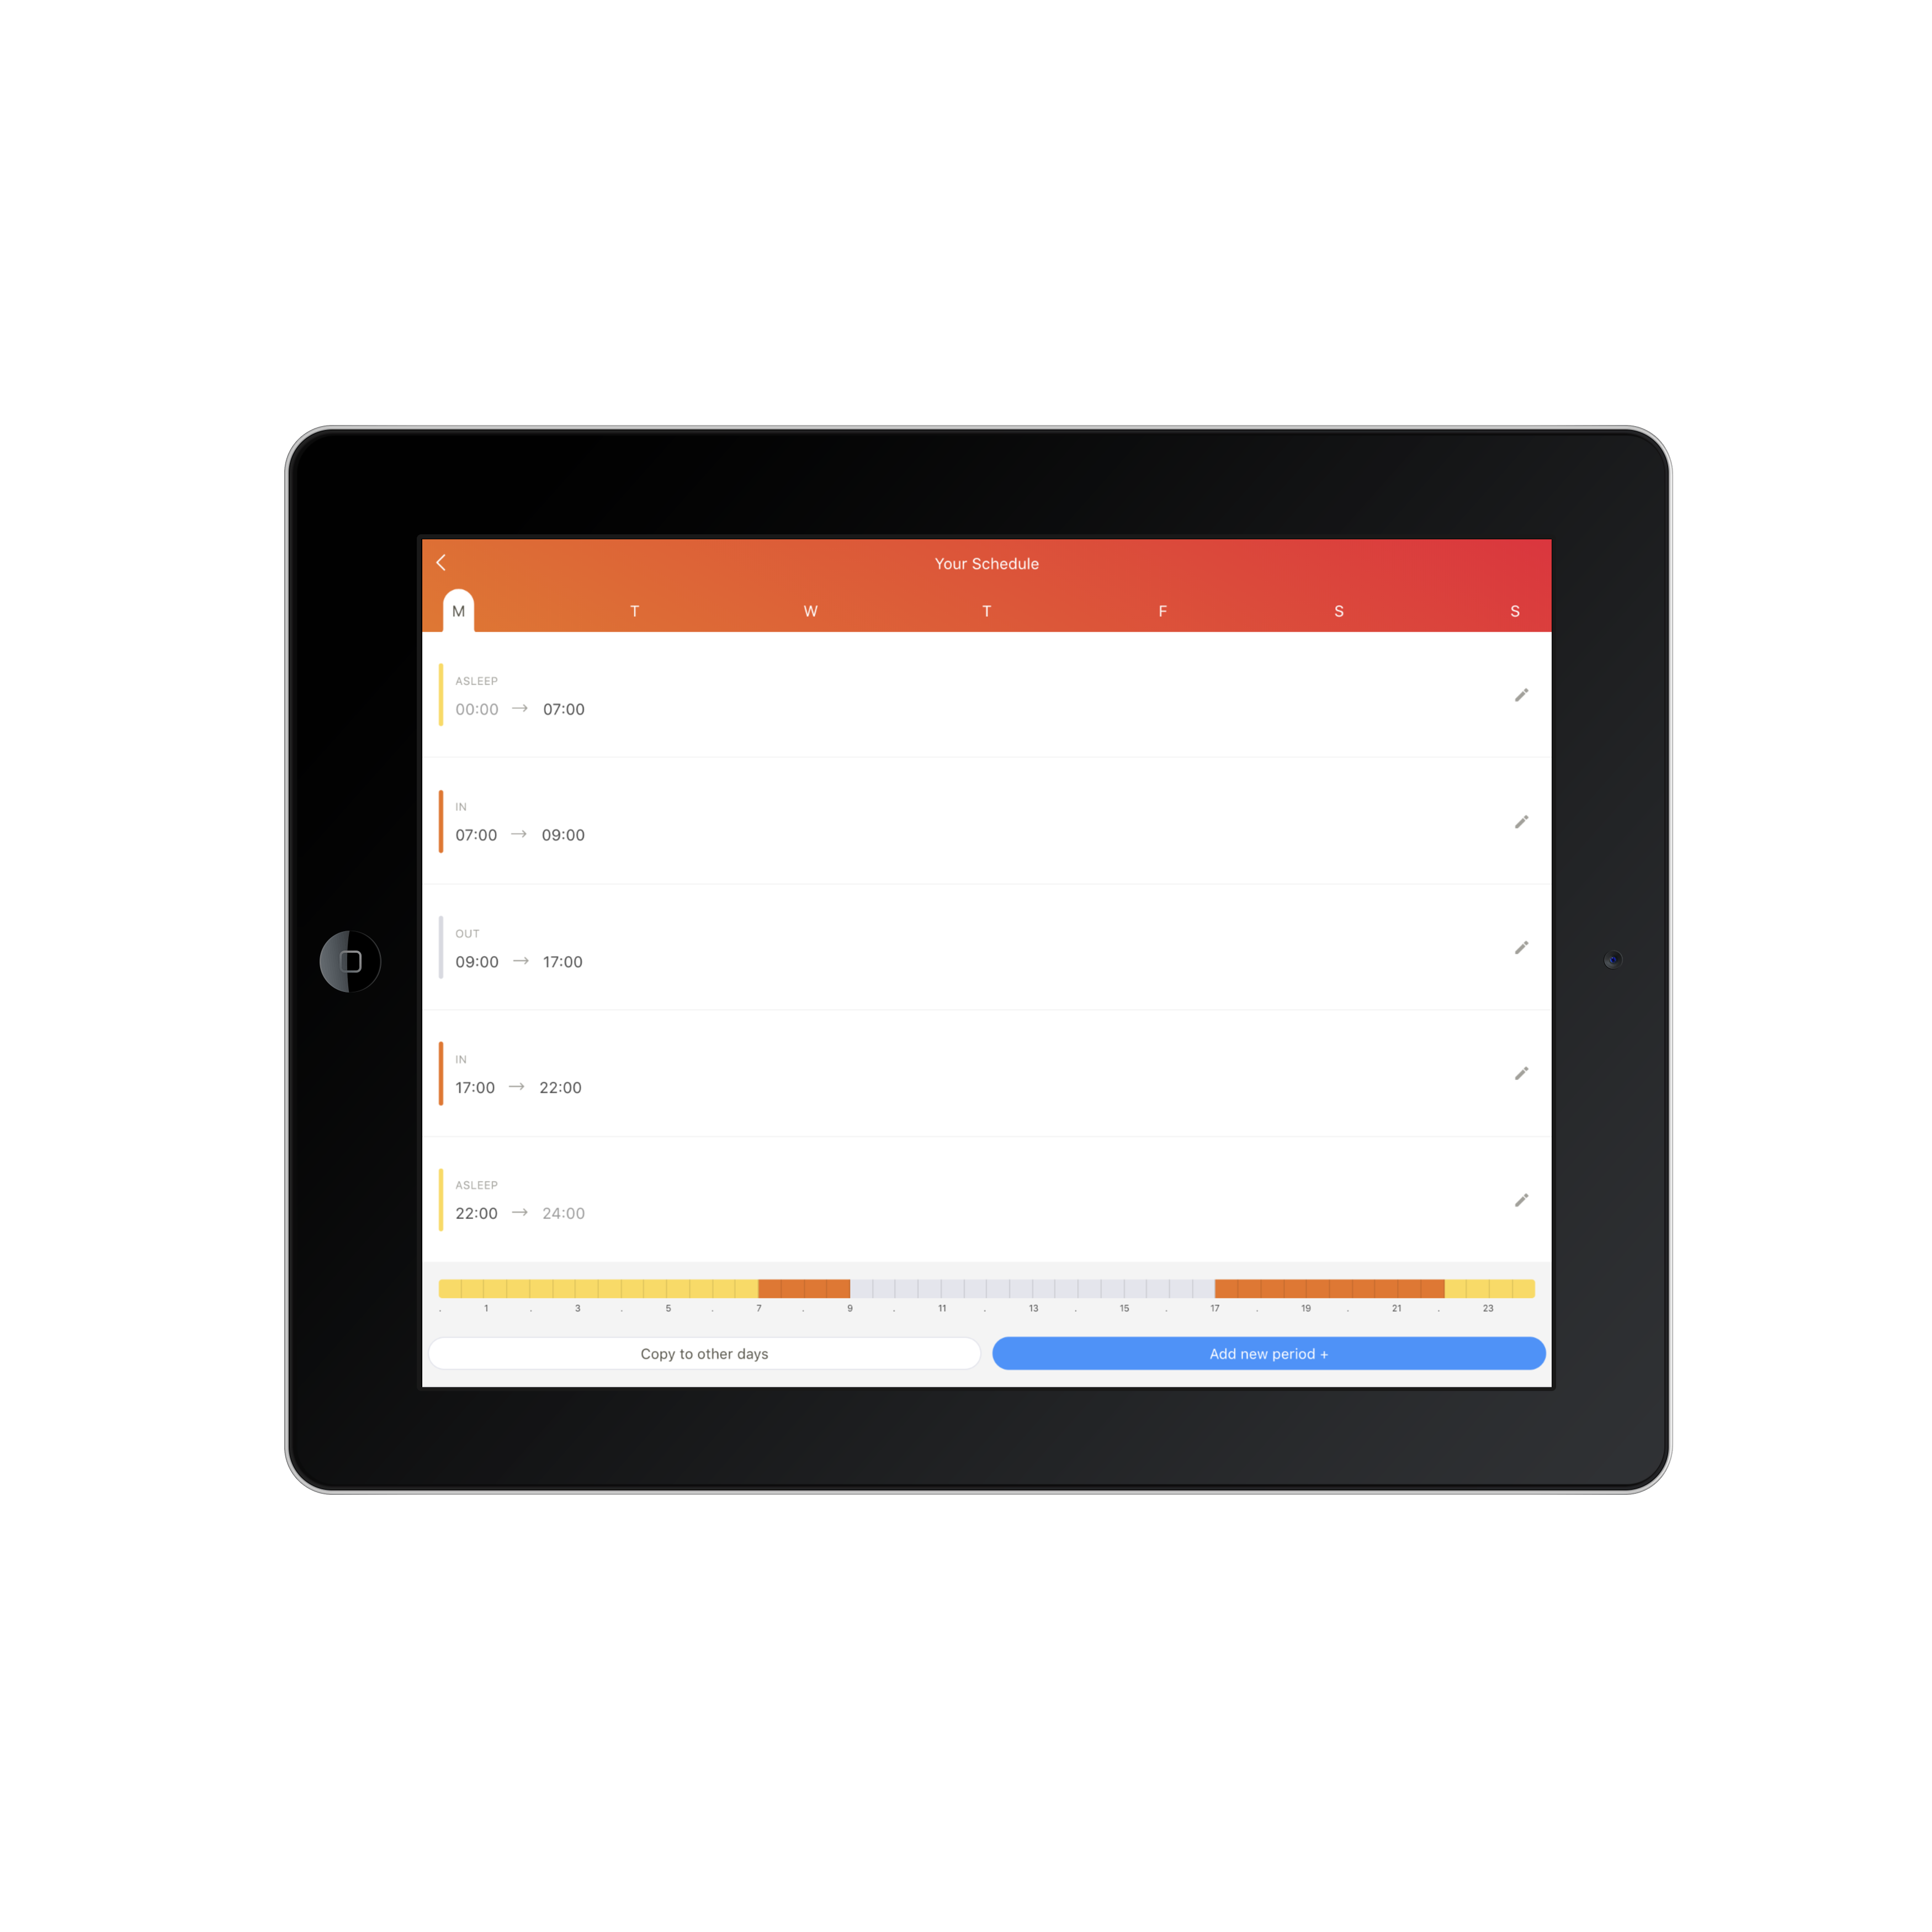 Your Schedule
M T W T F S S
ASLEEP
00:00 → 07:00
IN
07:00 → 09:00
OUT
09:00 → 17:00
IN
17:00 → 22:00
ASLEEP
22:00 → 24:00
. 1 . 3 . 5 . 7 . 9 . 11 . 13 . 15 . 17 . 19 . 21 . 23
Copy to other days
Add new period +